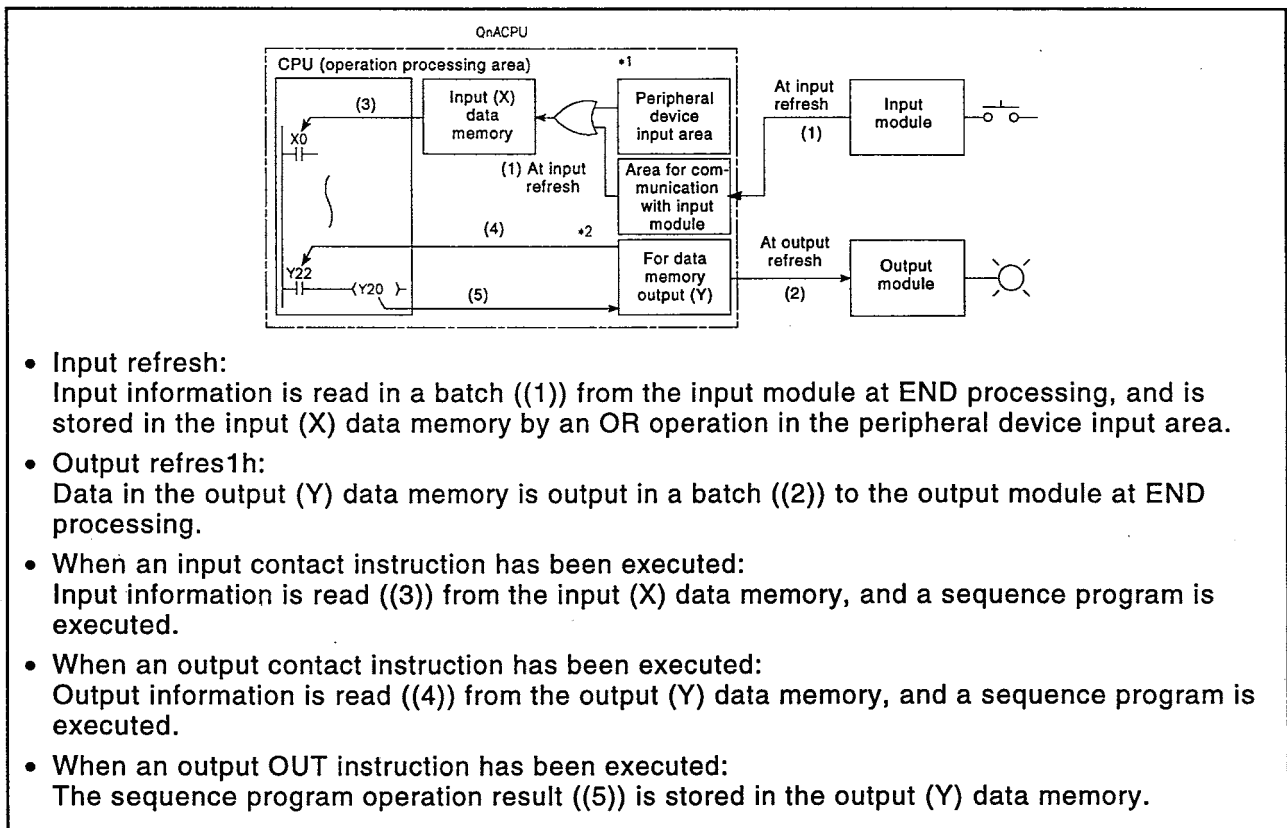 QnACPU
CPU (operation processing area)
*1
(3)
Input (X)
data
memory
Peripheral
device
input area
At input
refresh
(1)
Input
module
X0
(1) At input
refresh
Area for com-
munication
with input
module
(4)
*2
Y22
Y20
(5)
For data
memory
output (Y)
At output
refresh
(2)
Output
module
• Input refresh:
Input information is read in a batch ((1)) from the input module at END processing, and is
stored in the input (X) data memory by an OR operation in the peripheral device input area.
• Output refres1h:
Data in the output (Y) data memory is output in a batch ((2)) to the output module at END
processing.
• When an input contact instruction has been executed:
Input information is read ((3)) from the input (X) data memory, and a sequence program is
executed.
• When an output contact instruction has been executed:
Output information is read ((4)) from the output (Y) data memory, and a sequence program is
executed.
• When an output OUT instruction has been executed:
The sequence program operation result ((5)) is stored in the output (Y) data memory.